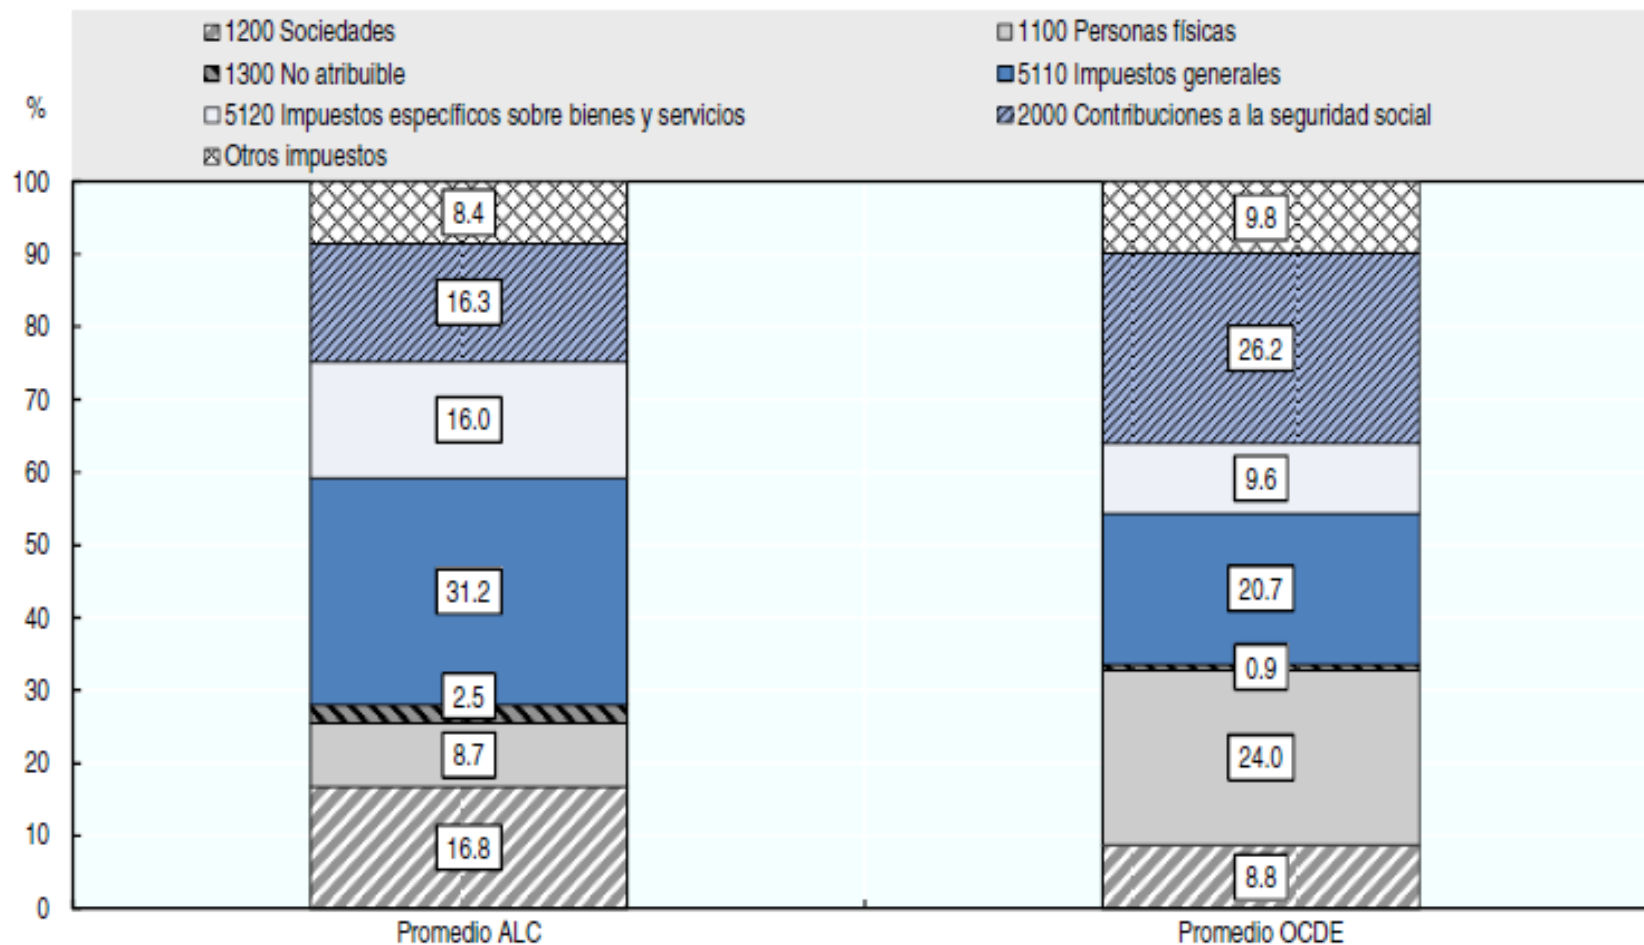 1200 Sociedades
1100 Personas físicas
1300 No atribuible
5110 Impuestos generales
%
5120 Impuestos específicos sobre bienes y servicios
2000 Contribuciones a la seguridad social
Otros impuestos
100
8.4
9.8
90
16.3
80
26.2
70
16.0
60
9.6
50
31.2
20.7
40
0.9
30
2.5
8.7
24.0
20
10
16.8
8.8
0
Promedio ALC
Promedio OCDE